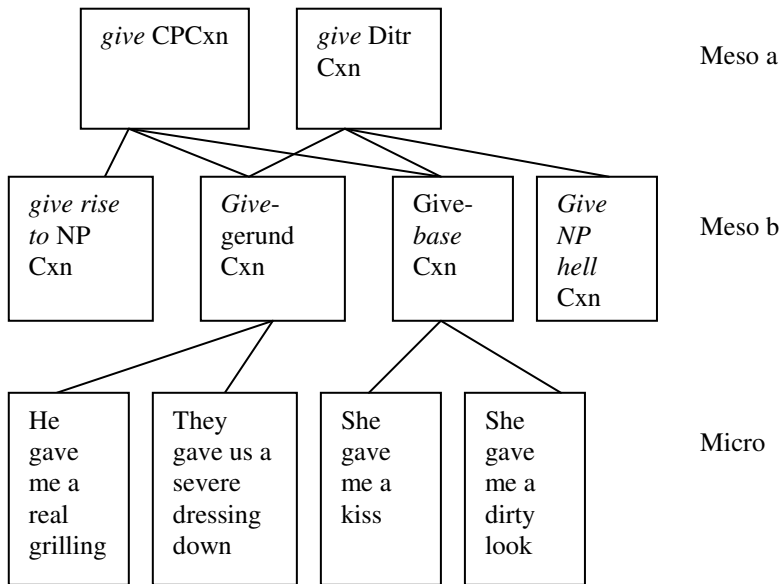 give CPCxn
give Ditr
Cxn
Meso a
give rise
to NP
Cxn
Give-
gerund
Cxn
Give-
base
Cxn
Give
NP
hell
Cxn
Meso b
He
gave
me a
real
grilling
They
gave us a
severe
dressing
down
She
gave
me a
kiss
She
gave
me a
dirty
look
Micro